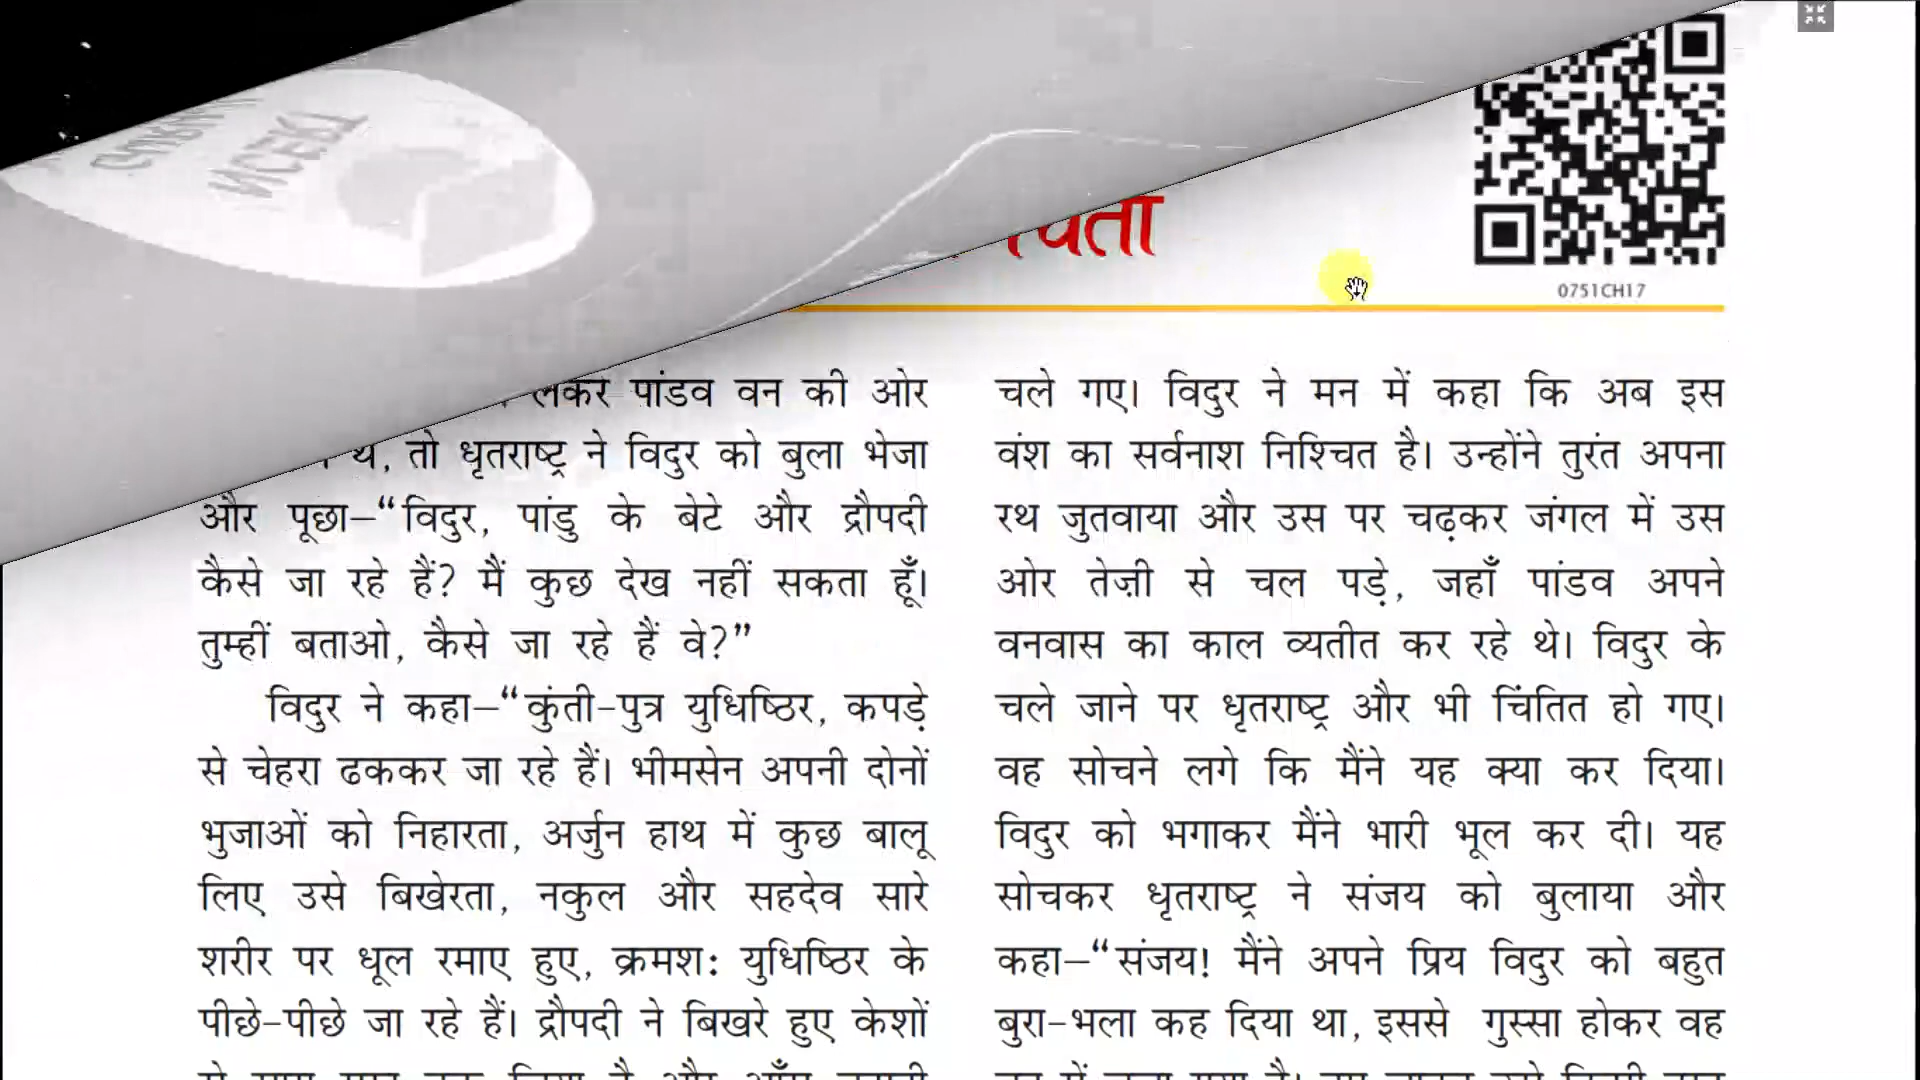 0751CH17
पांडव वन की ओर
तो धृतराष्ट्र ने विदुर को बुला भेजा
और पूछा–“विदुर, पांडु के बेटे और द्रौपदी
कैसे जा रहे हैं? मैं कुछ देख नहीं सकता हूँ।
तुम्हीं बताओ, कैसे जा रहे हैं वे?”
विदुर ने कहा–“कुंती-पुत्र युधिष्ठिर, कपड़े
से चेहरा ढककर जा रहे हैं। भीमसेन अपनी दोनों
भुजाओं को निहारता, अर्जुन हाथ में कुछ बालू
लिए उसे बिखेरता, नकुल और सहदेव सारे
शरीर पर धूल रमाए हुए, क्रमशः युधिष्ठिर के
पीछे-पीछे जा रहे हैं। द्रौपदी ने बिखरे हुए केशों
चले गए। विदुर ने मन में कहा कि अब इस
वंश का सर्वनाश निश्चित है। उन्होंने तुरंत अपना
रथ जुतवाया और उस पर चढ़कर जंगल में उस
ओर तेज़ी से चल पड़े, जहाँ पांडव अपने
वनवास का काल व्यतीत कर रहे थे। विदुर के
चले जाने पर धृतराष्ट्र और भी चिंतित हो गए।
वह सोचने लगे कि मैंने यह क्या कर दिया।
विदुर को भगाकर मैंने भारी भूल कर दी। यह
सोचकर धृतराष्ट्र ने संजय को बुलाया और
कहा–“संजय! मैंने अपने प्रिय विदुर को बहुत
बुरा-भला कह दिया था, इससे गुस्सा होकर वह